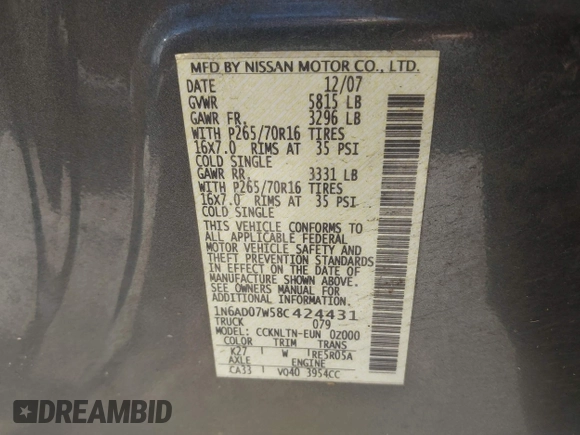 MFD BY NISSAN MOTOR CO., LTD.
DATE 12/07
GVWR 5815 LB
GAWR FR. 3296 LB
WITH P265/70R16 TIRES
16X7.0 RIMS AT 35 PSI
COLD SINGLE
GAWR RR. 3331 LB
WITH P265/70R16 TIRES
16X7.0 RIMS AT 35 PSI
COLD SINGLE
THIS VEHICLE CONFORMS TO
ALL APPLICABLE FEDERAL
MOTOR VEHICLE SAFETY AND
THEFT PREVENTION STANDARDS
IN EFFECT ON THE DATE OF
MANUFACTURE SHOWN ABOVE.
SEE OWNERS MANUAL FOR
ADDITIONAL INFORMATION.
1N6AD07W58C424431
TRUCK 079
MODEL: CCKNLTN-EUN 02000
COLOR TRIM TRANS
K27 W RE5R05A
AXLE ENGINE
CA33 VQ40 3954CC
DREAMBID